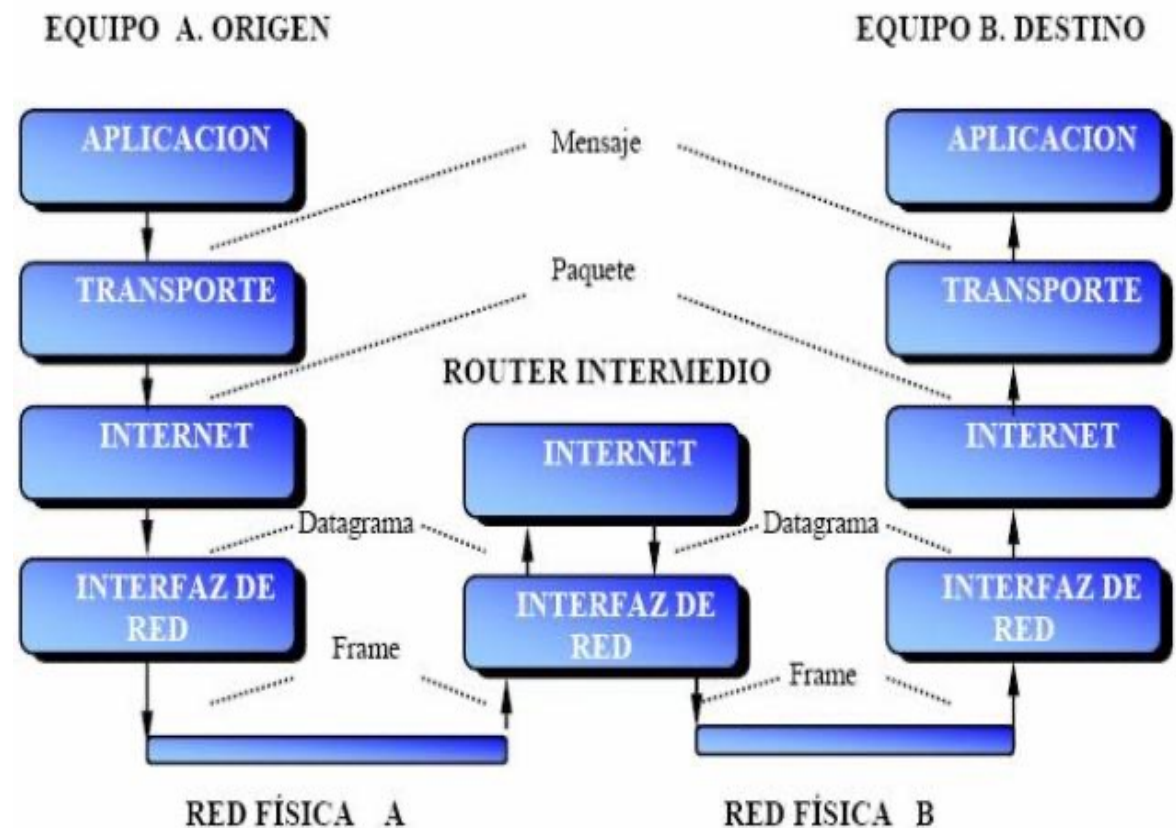 EQUIPO A. ORIGEN
EQUIPO B. DESTINO
APLICACION
Mensaje
APLICACION
TRANSPORTE
Paquete
TRANSPORTE
ROUTER INTERMEDIO
INTERNET
INTERNET
INTERNET
Datagrama
Datagrama
INTERFAZ DE
RED
INTERFAZ DE
RED
INTERFAZ DE
RED
Frame
Frame
RED FÍSICA A
RED FÍSICA B